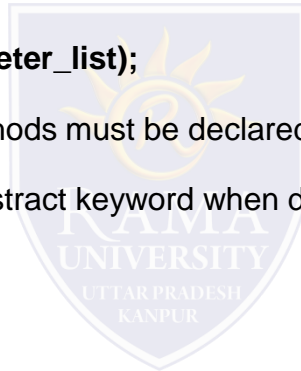 eter_list);
hods must be declared
stract keyword when d
R
RAMA
UNIVERSITY
UTTAR PRADESH
KANPUR